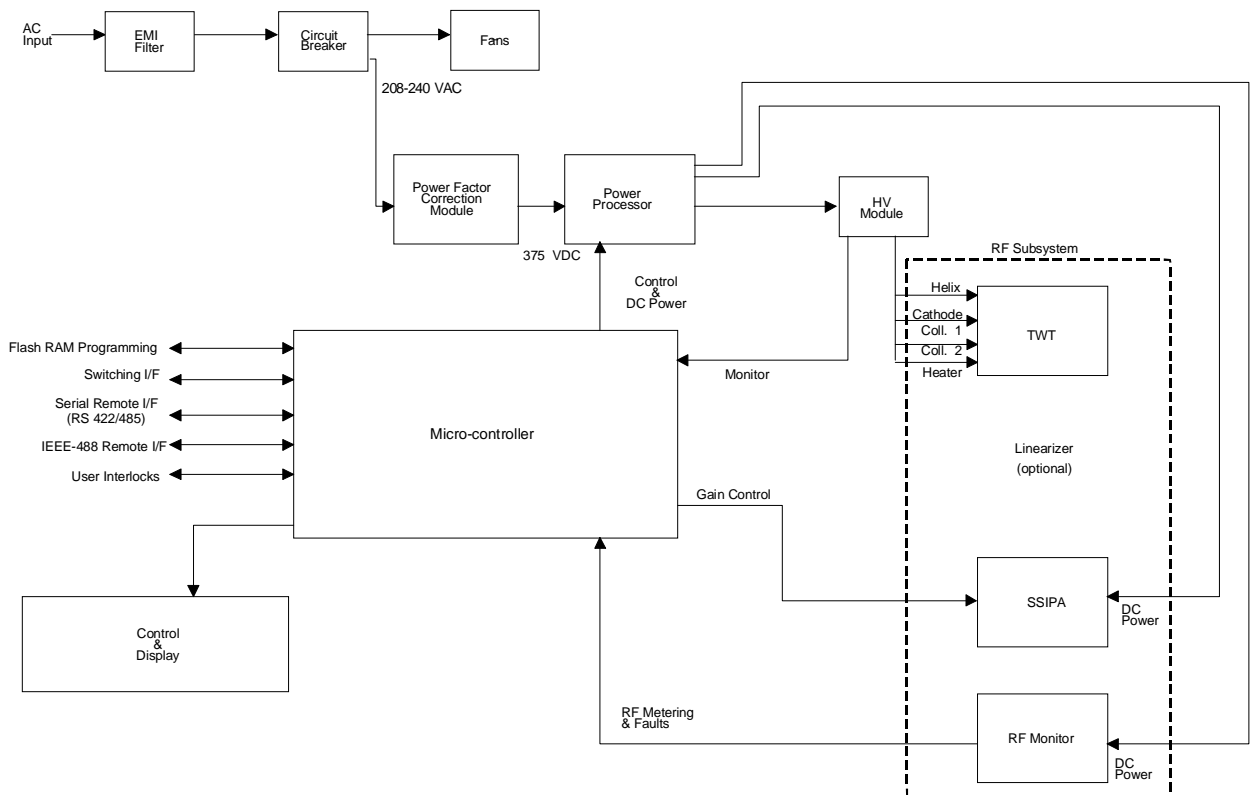 AC
Input
EMI
Filter
Circuit
Breaker
Fans
208-240 VAC
Power Factor
Correction
Module
Power
Processor
HV
Module
375 VDC
RF Subsystem
Control
&
DC Power
Helix
Cathode
Coll. 1
Coll. 2
Heater
TWT
Flash RAM Programming
Switching I/F
Serial Remote I/F
(RS 422/485)
IEEE-488 Remote I/F
User Interlocks
Monitor
Micro-controller
Linearizer
(optional)
Gain Control
SSIPA
DC
Power
Control
&
Display
RF Metering
& Faults
RF Monitor
DC
Power